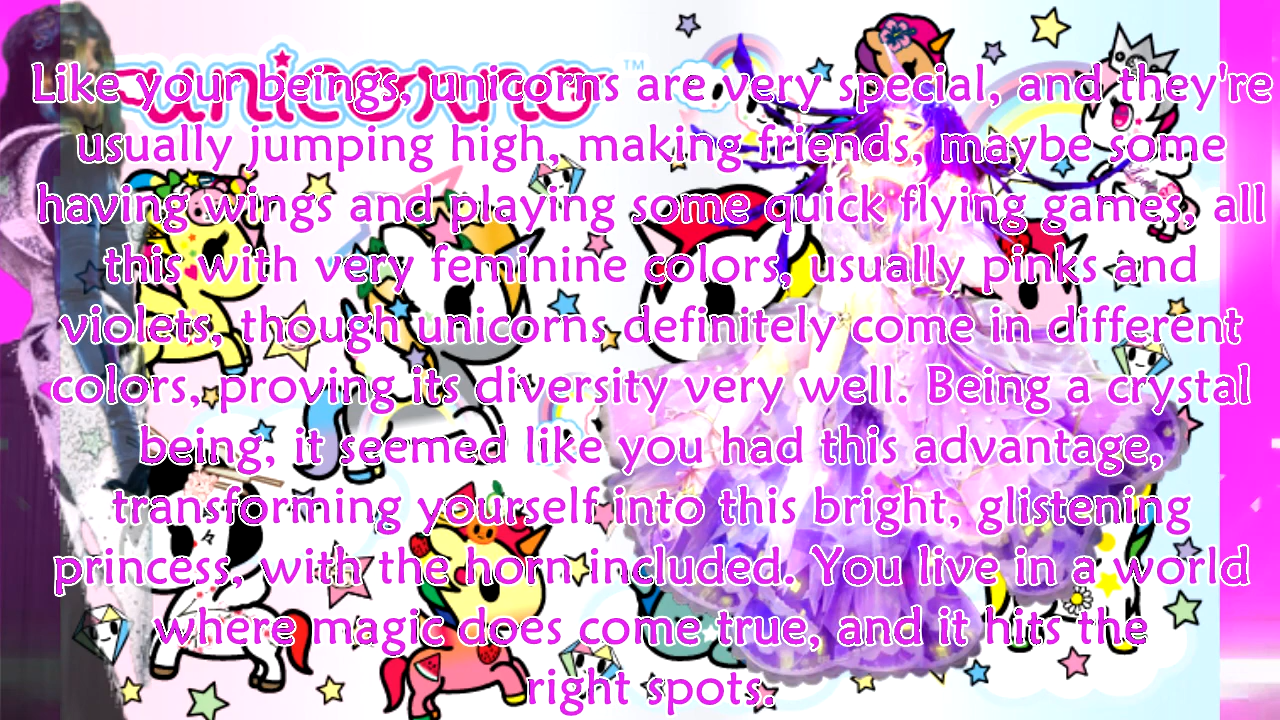 unicorno™
Like your beings, unicorns are very special, and they're
usually jumping high, making friends, maybe some
having wings and playing some quick flying games, all
this with very feminine colors, usually pinks and
violets, though unicorns definitely come in different
colors, proving its diversity very well. Being a crystal
being, it seemed like you had this advantage,
transforming yourself into this bright, glistening
princess, with the horn included. You live in a world
where magic does come true, and it hits the
right spots.